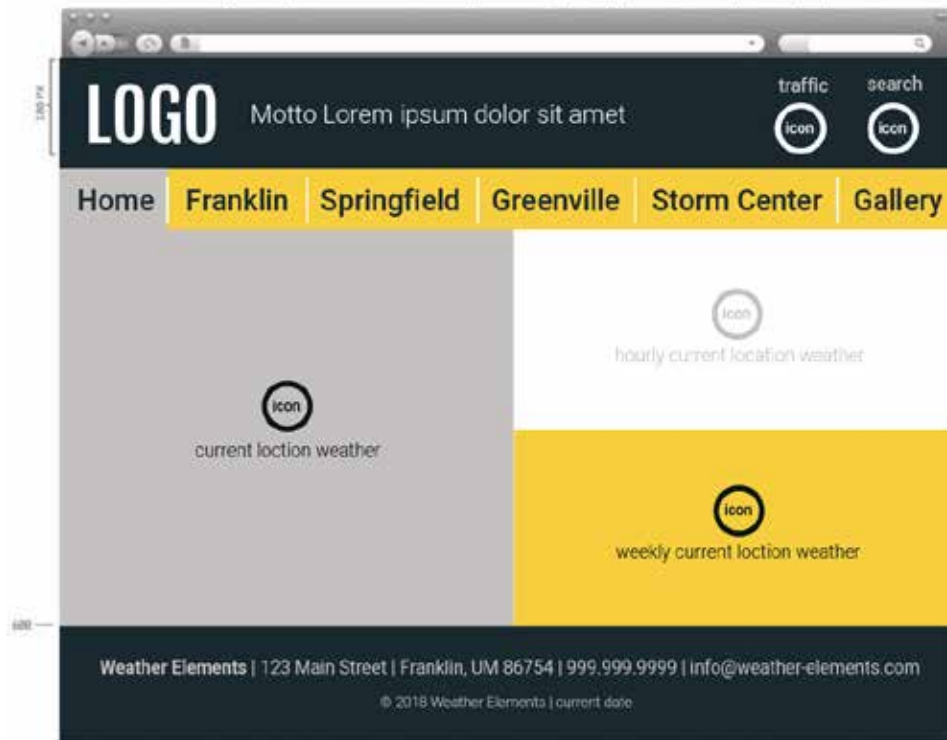 traffic search
LOGO Motto Lorem ipsum dolor sit amet
icon icon
Home Franklin Springfield Greenville Storm Center Gallery
icon
hourly current location weather
icon
current loction weather
icon
weekly current loction weather
600
Weather Elements | 123 Main Street | Franklin, UM 86754 | 999.999.9999 | info@weather-elements.com
© 2018 Weather Elements | current date